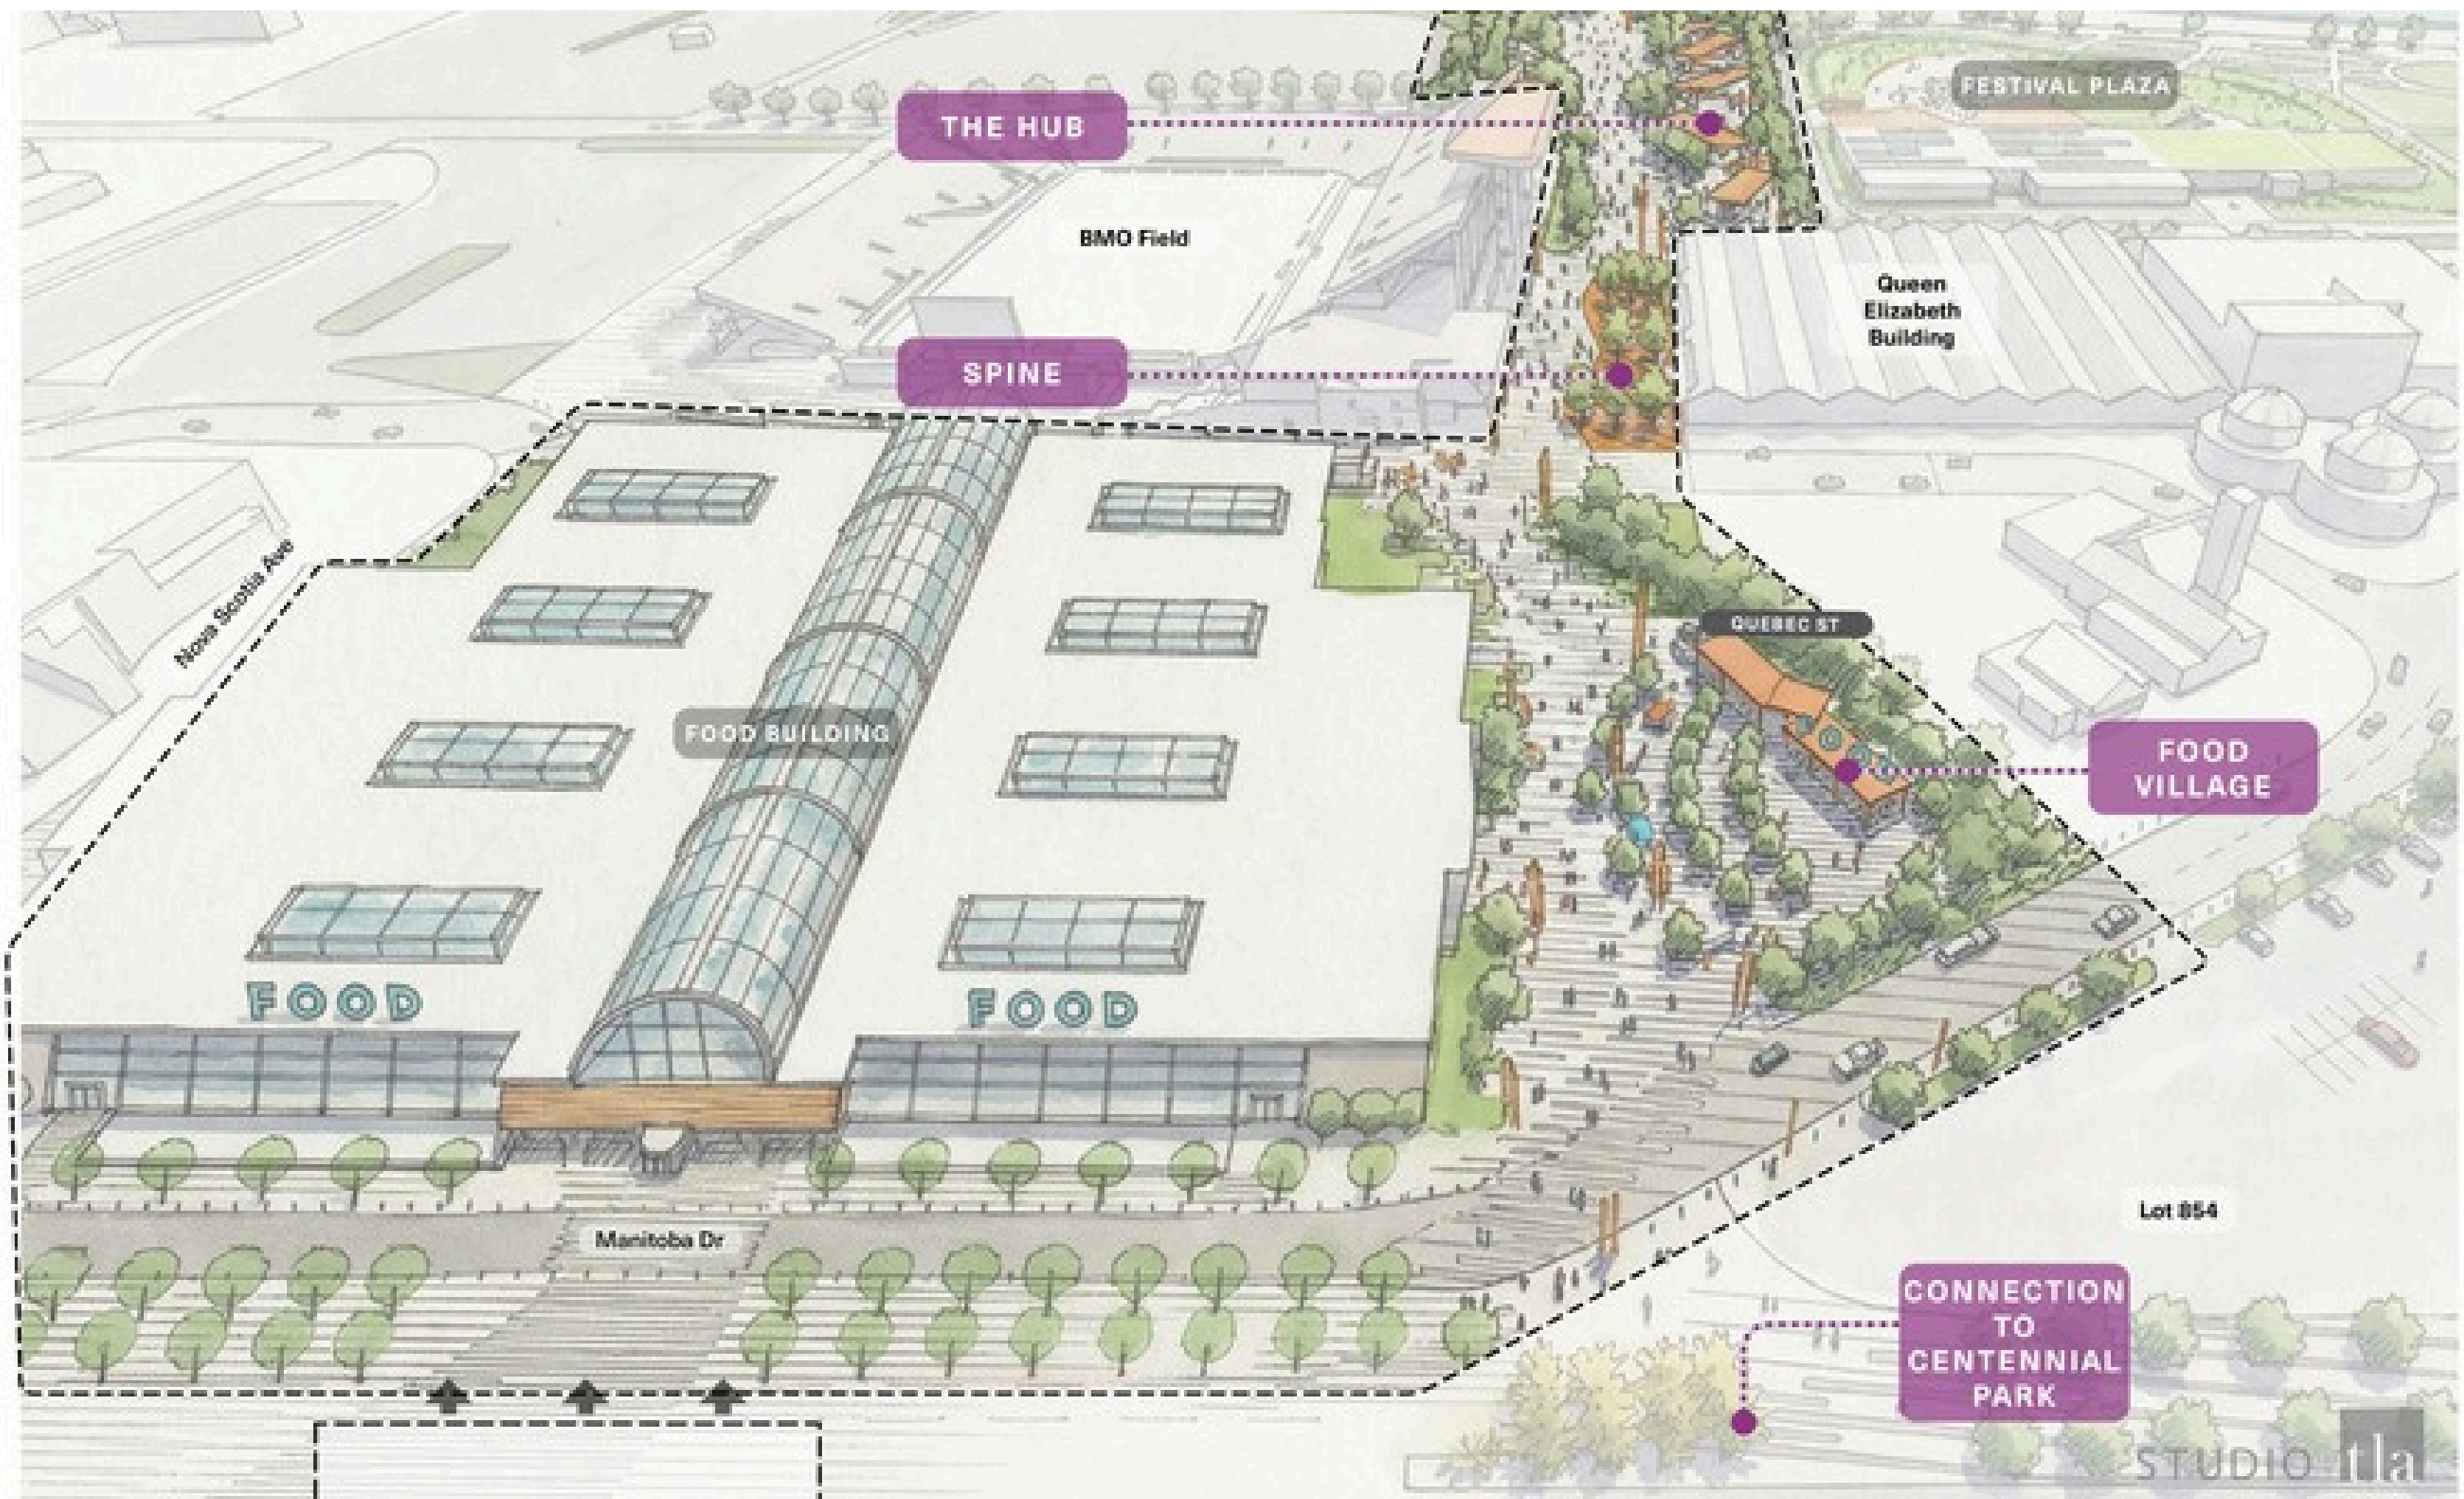 FESTIVAL PLAZA
THE HUB
BMO Field
Queen
Elizabeth
Building
SPINE
Nova Scotia Ave
QUEBEC ST
FOOD BUILDING
FOOD
VILLAGE
FOOD
FOOD
Manitoba Dr
Lot 854
CONNECTION
TO
CENTENNIAL
PARK
STUDIO tla